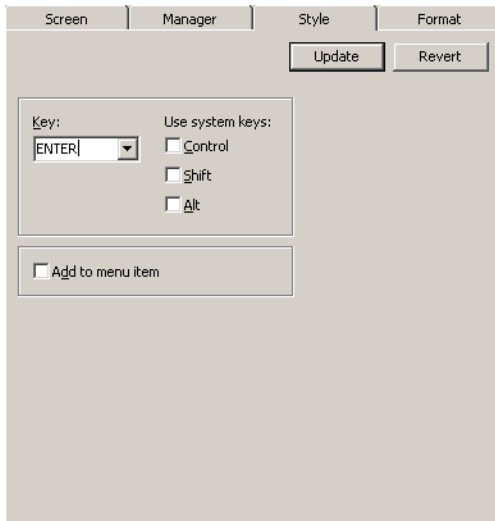 Screen Manager Style Format
Update Revert
Key: Use system keys:
ENTER Control
Shift
Alt
Add to menu item